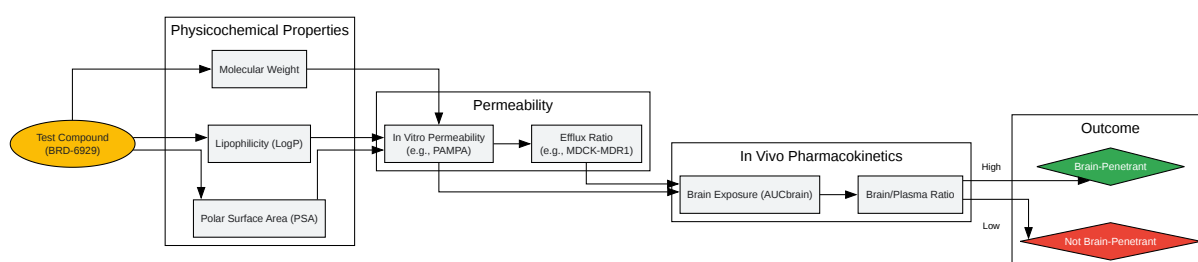 Physicochemical Properties
Molecular Weight
Test Compound
(BRD-6929)
Lipophilicity (LogP)
Polar Surface Area (PSA)
Permeability
In Vitro Permeability
(e.g., PAMPA)
Efflux Ratio
(e.g., MDCK-MDR1)
In Vivo Pharmacokinetics
Brain Exposure (AUCbrain)
Brain/Plasma Ratio
High
Low
Outcome
Brain-Penetrant
Not Brain-Penetrant